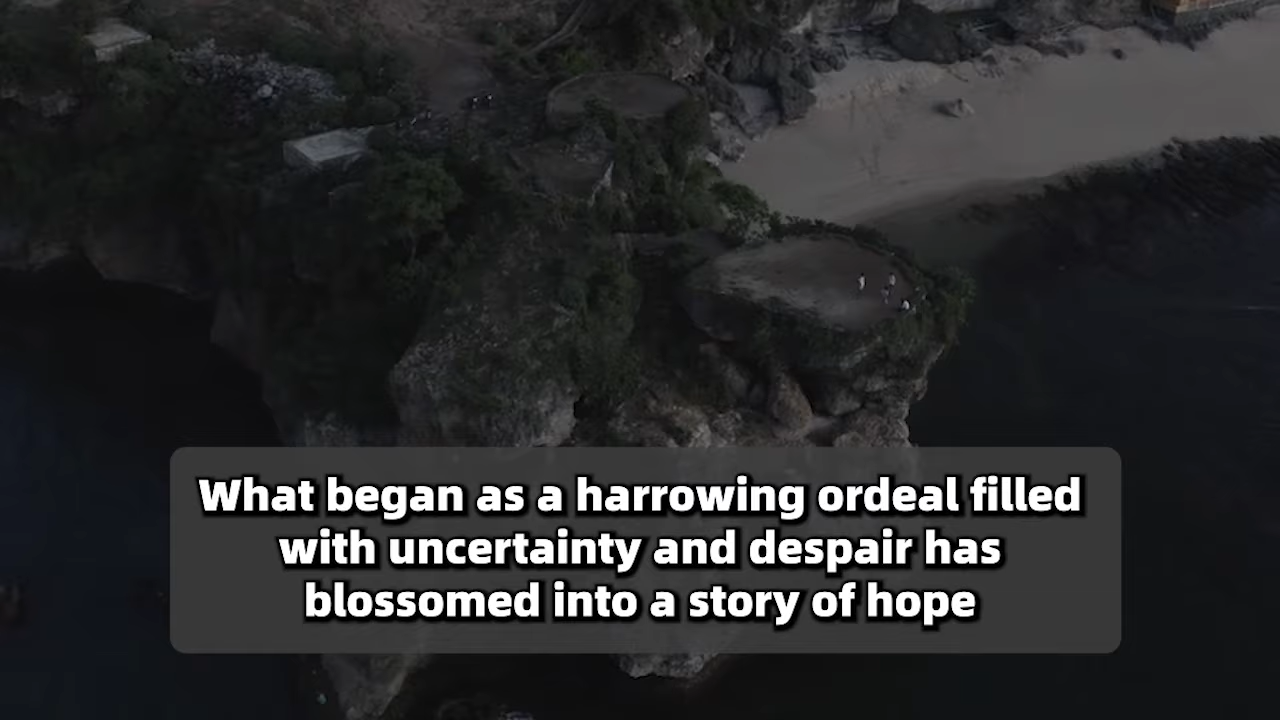 What began as a harrowing ordeal filled
with uncertainty and despair has
blossomed into a story of hope